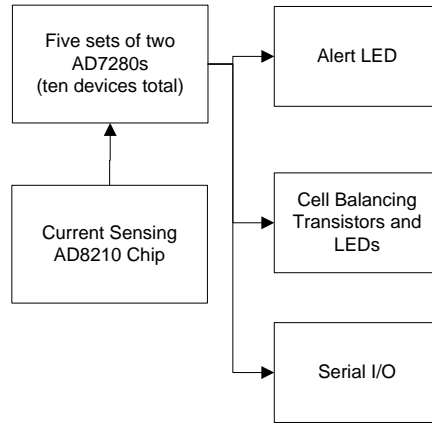 Five sets of two
AD7280s
(ten devices total)
Alert LED
Current Sensing
AD8210 Chip
Cell Balancing
Transistors and
LEDs
Serial I/O